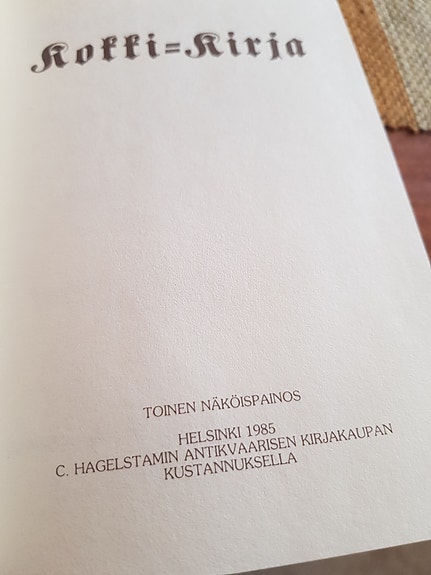 Kokki=Kirja
TOINEN NÄKÖISPAINOS
HELSINKI 1985
C. HAGELSTAMIN ANTIKVAARISEN KIRJAKAUPAN
KUSTANNUKSELLA